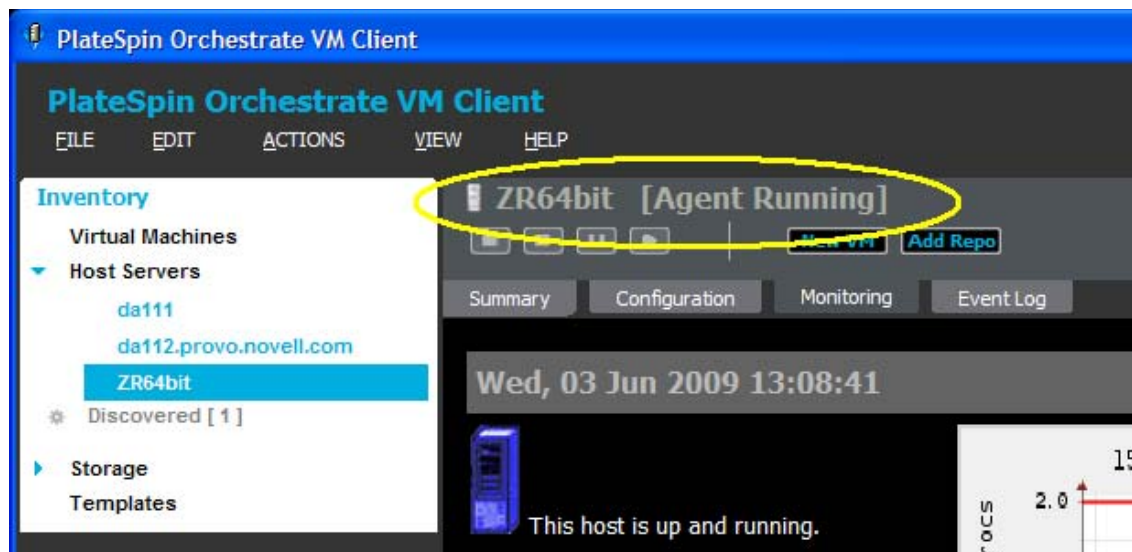 PlateSpin Orchestrate VM Client
PlateSpin Orchestrate VM Client
FILE EDIT ACTIONS VIEW HELP
Inventory
Virtual Machines
Host Servers
da111
da112.provo.novell.com
ZR64bit
Discovered [ 1 ]
Storage
Templates
ZR64bit [Agent Running]
New VM Add Repo
Summary Configuration Monitoring Event Log
Wed, 03 Jun 2009 13:08:41
This host is up and running.
15
2.0